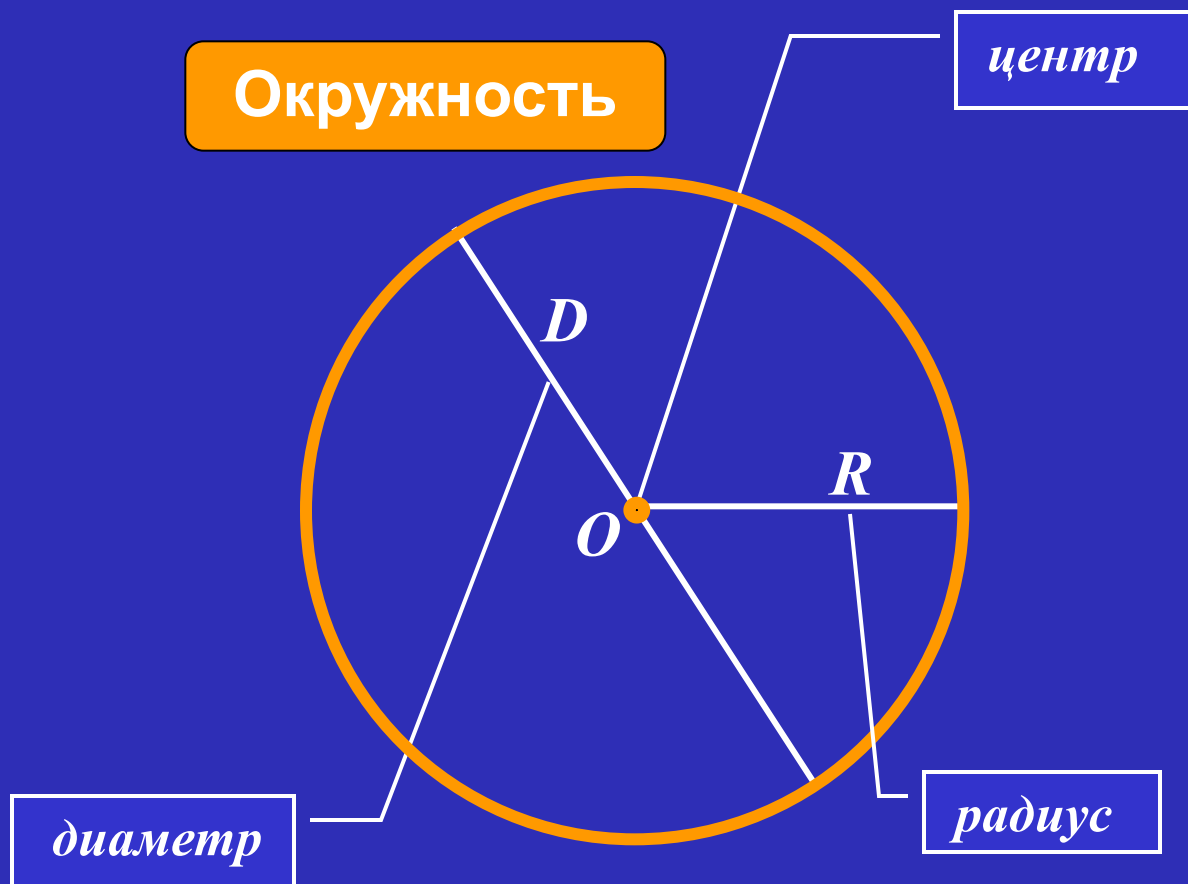 центр
Окружность
D
R
O
диаметр
радиус